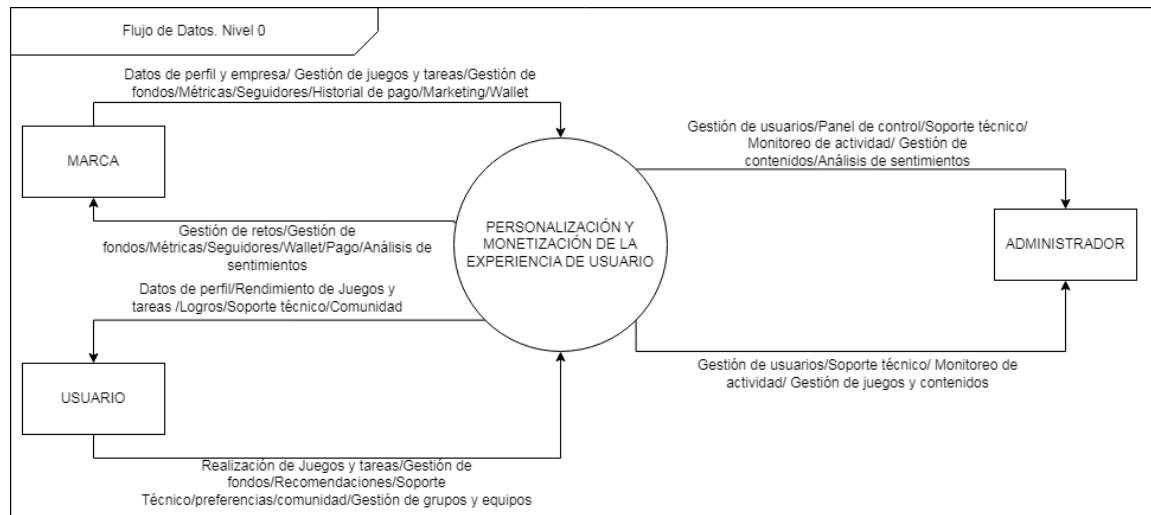 Flujo de Datos. Nivel 0
Datos de perfil y empresa/ Gestión de juegos y tareas/Gestión de
fondos/Métricas/Seguidores/Historial de pago/Marketing/Wallet
MARCA
Gestión de retos/Gestión de
fondos/Métricas/Seguidores/Wallet/Pago/Análisis de
sentimientos
Datos de perfil/Rendimiento de Juegos y
tareas /Logros/Soporte técnico/Comunidad
USUARIO
Realización de Juegos y tareas/Gestión de
fondos/Recomendaciones/Soporte
Técnico/preferencias/comunidad/Gestión de grupos y equipos
PERSONALIZACIÓN Y
MONETIZACIÓN DE LA
EXPERIENCIA DE USUARIO
Gestión de usuarios/Panel de control/Soporte técnico/
Monitoreo de actividad/ Gestión de
contenidos/Análisis de sentimientos
ADMINISTRADOR
Gestión de usuarios/Soporte técnico/ Monitoreo de
actividad/ Gestión de juegos y contenidos